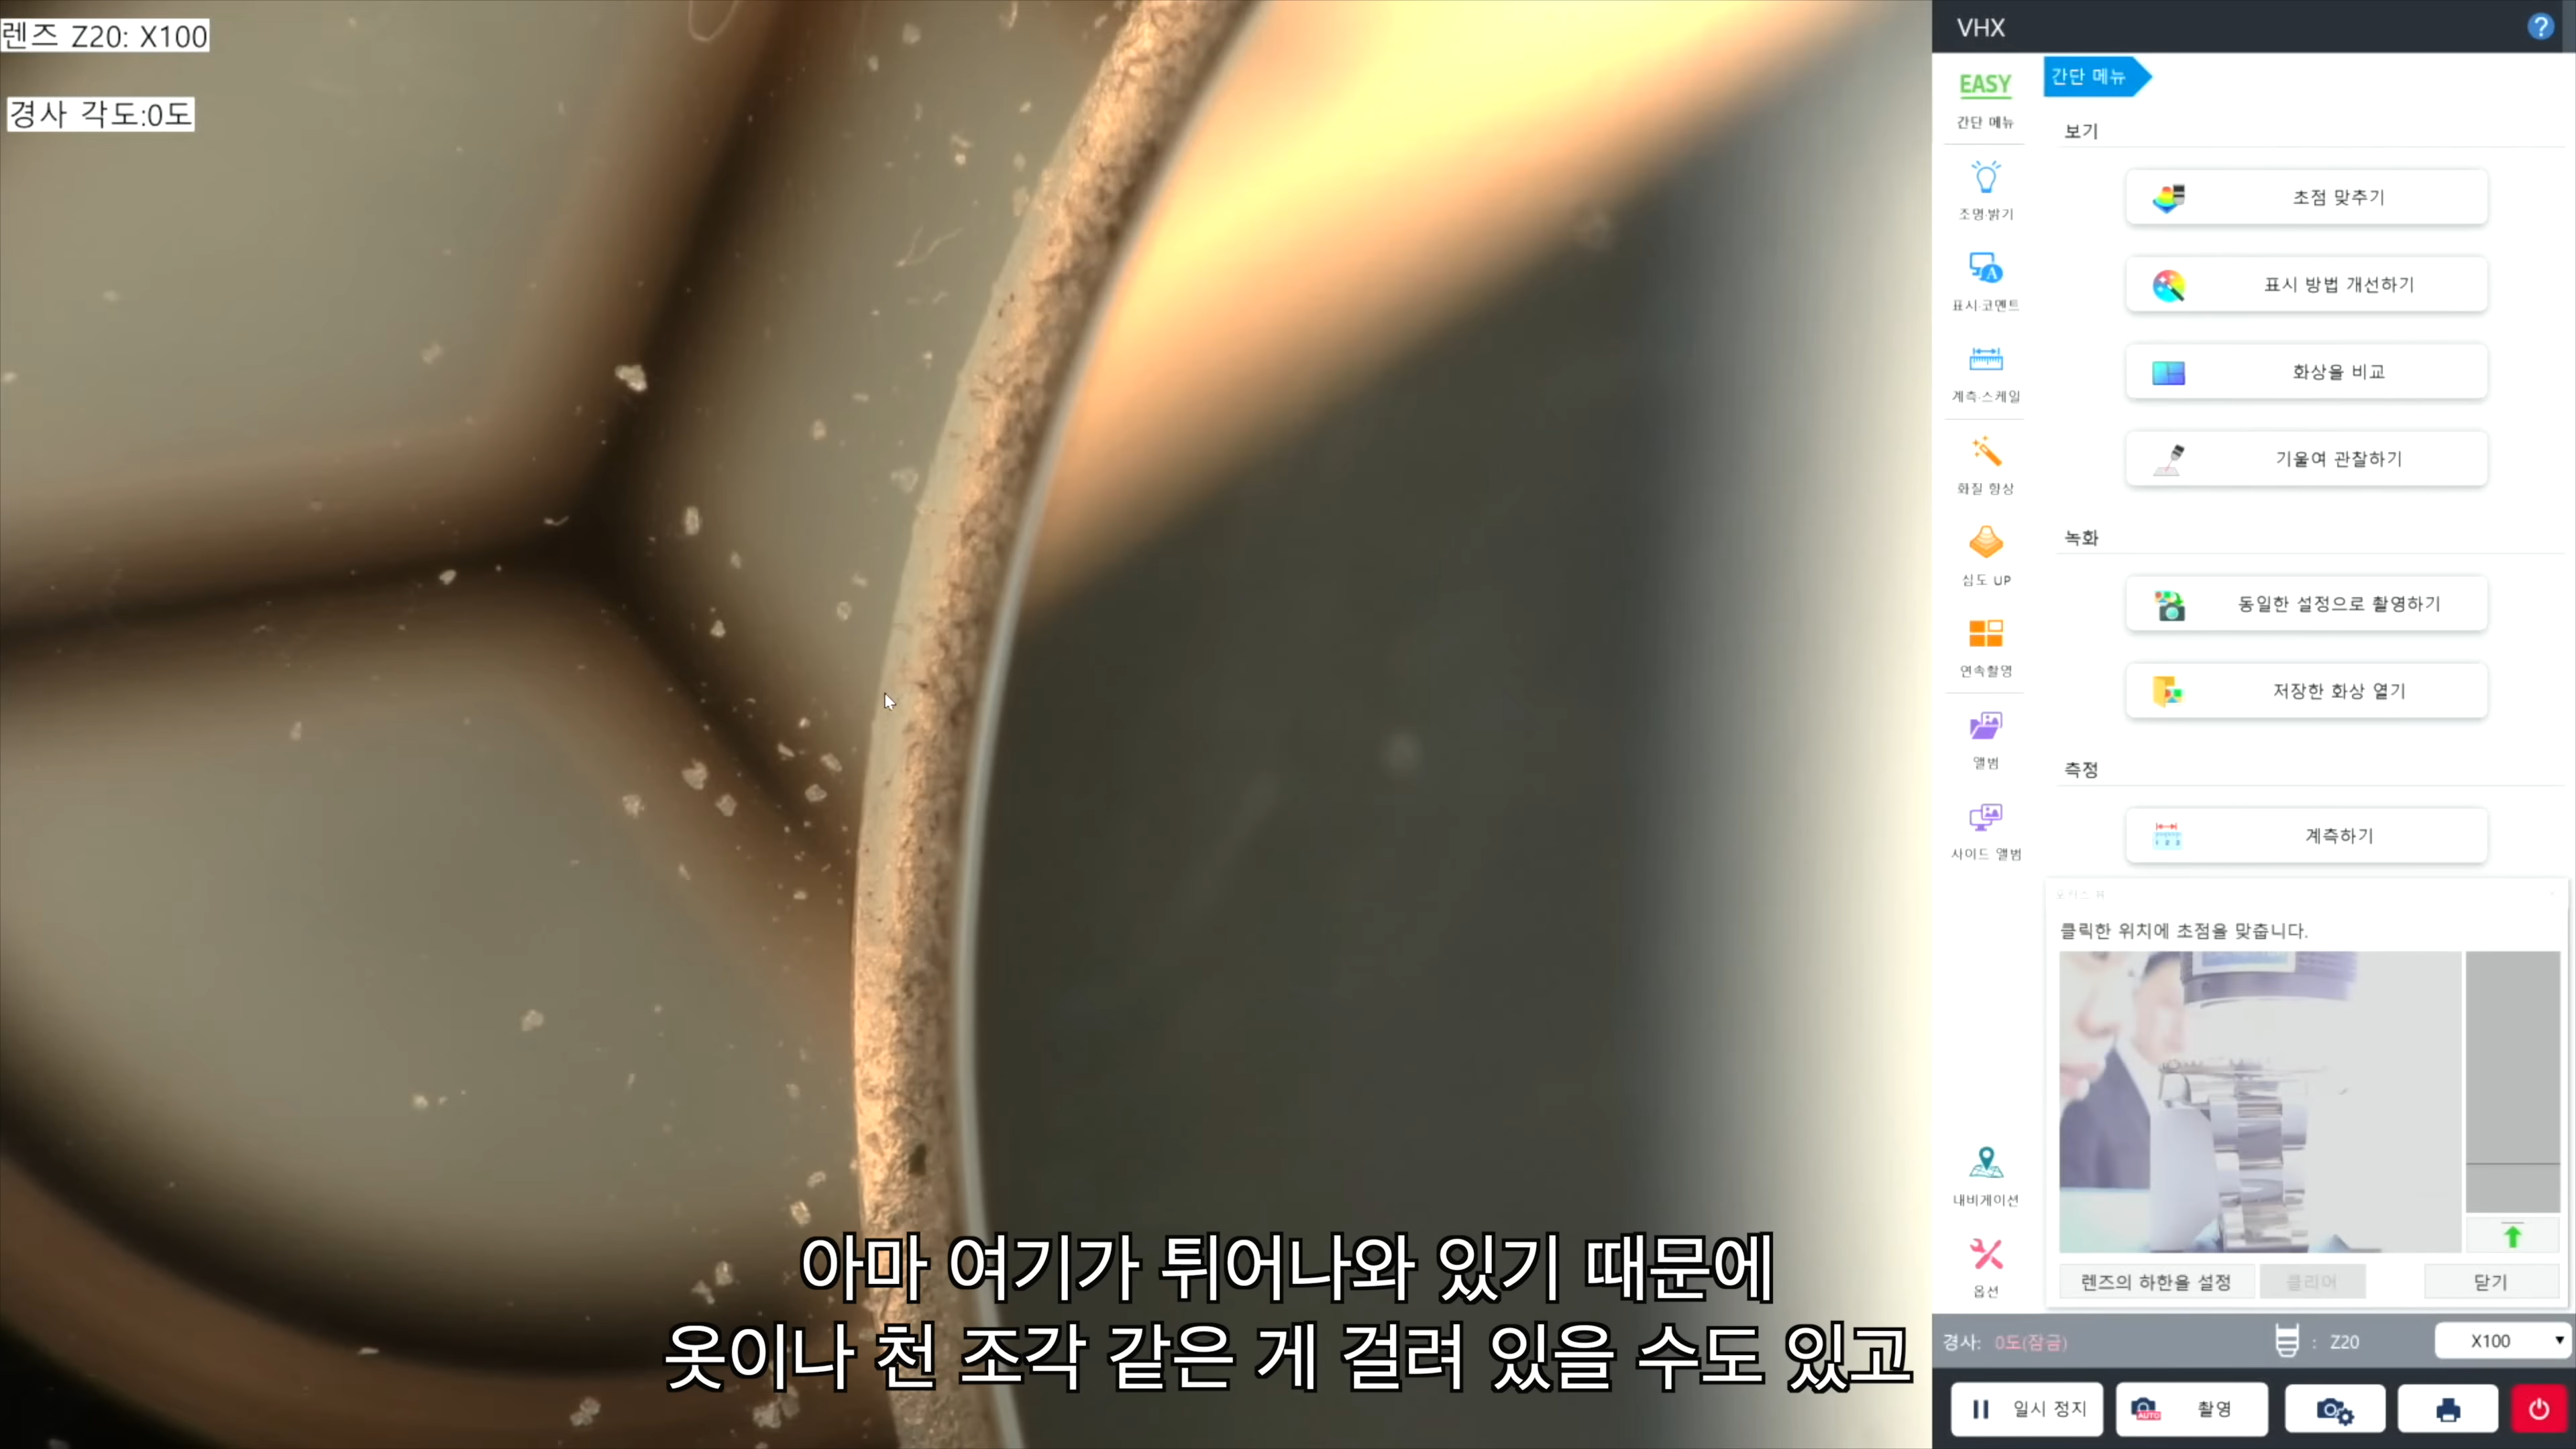 렌즈 Z20: X100
경사 각도:0도
VHX
?
EASY
간단 메뉴
조명·밝기
표시·코멘트
계측·스케일
화질 향상
심도 UP
연속촬영
앨범
사이드 앨범
내비게이션
옵션
간단 메뉴
보기
초점 맞추기
표시 방법 개선하기
화상을 비교
기울여 관찰하기
녹화
동일한 설정으로 촬영하기
저장한 화상 열기
측정
계측하기
클릭한 위치에 초점을 맞춥니다.
렌즈의 하한을 설정
클리어
닫기
아마 여기가 튀어나와 있기 때문에
옷이나 천 조각 같은 게 걸려 있을 수도 있고
경사: 0도(잠금)
: Z20
X100
일시 정지
AUTO
촬영